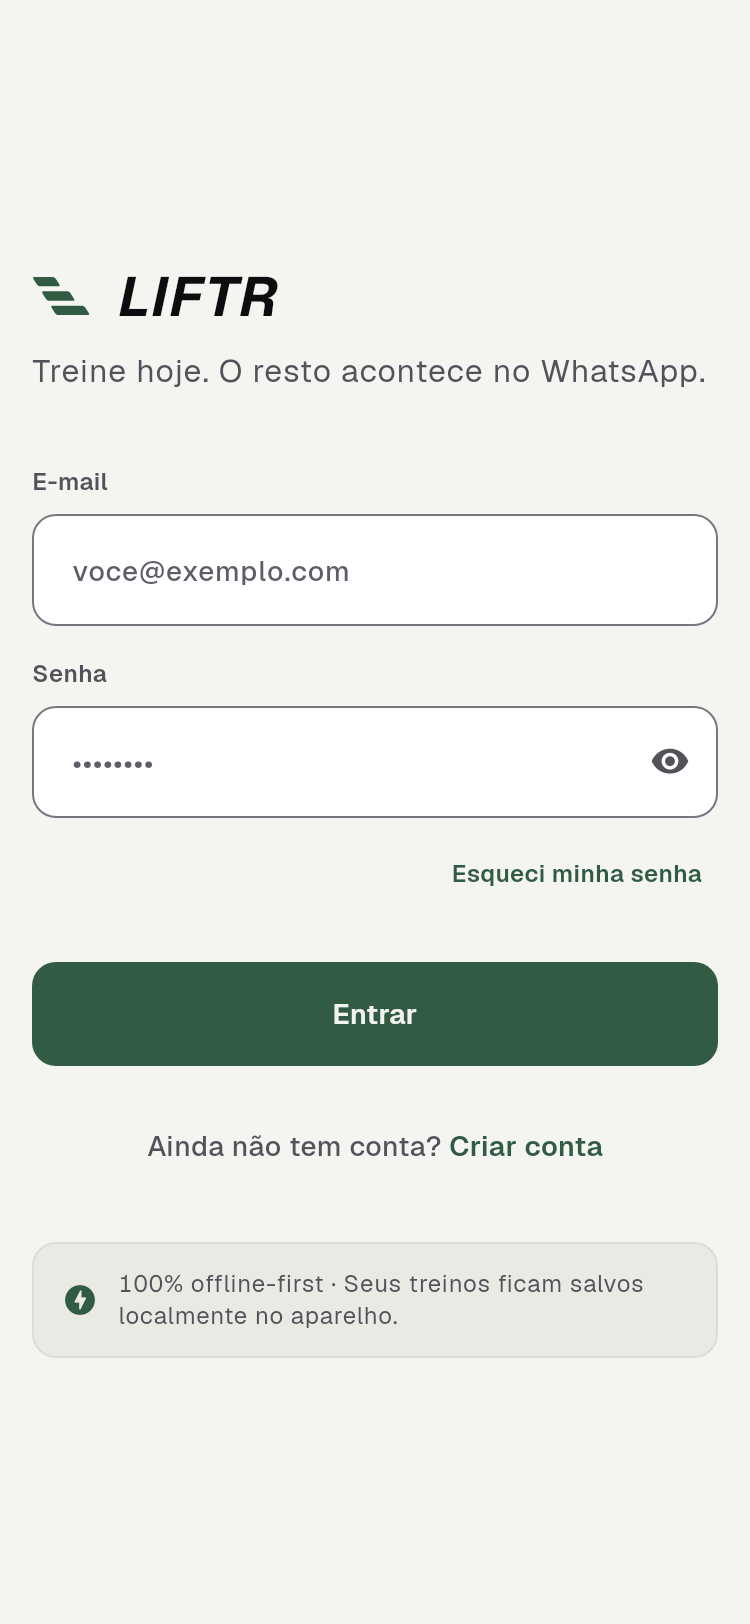 LIFTR
Treine hoje. O resto acontece no WhatsApp.
E-mail
voce@exemplo.com
Senha
••••••••
Esqueci minha senha
Entrar
Ainda não tem conta? Criar conta
100% offline-first · Seus treinos ficam salvos
localmente no aparelho.